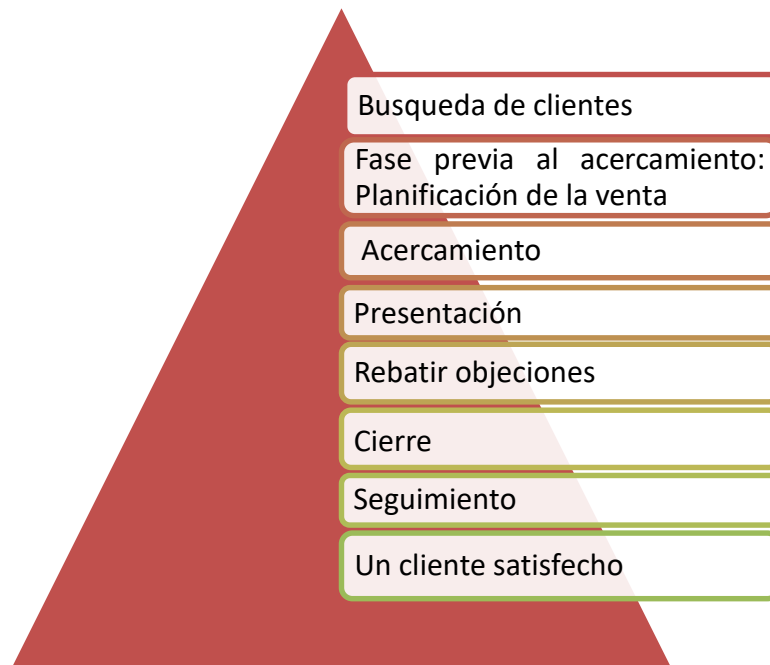 Busqueda de clientes
Fase previa al acercamiento:
Planificación de la venta
Acercamiento
Presentación
Rebatir objeciones
Cierre
Seguimiento
Un cliente satisfecho